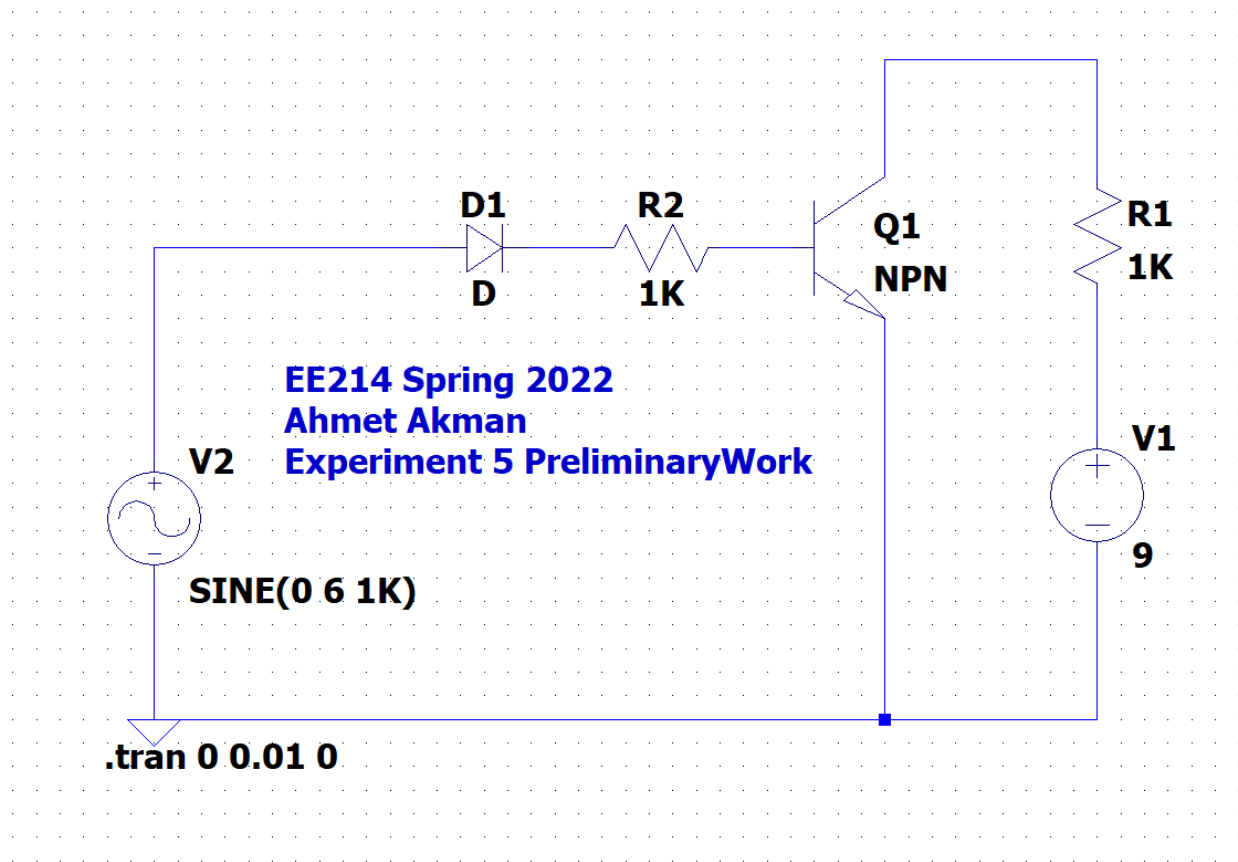 D1
R2
Q1
R1
D
1K
NPN
1K
EE214 Spring 2022
Ahmet Akman
Experiment 5 PreliminaryWork
V2
V1
SINE(0 6 1K)
9
.tran 0 0.01 0